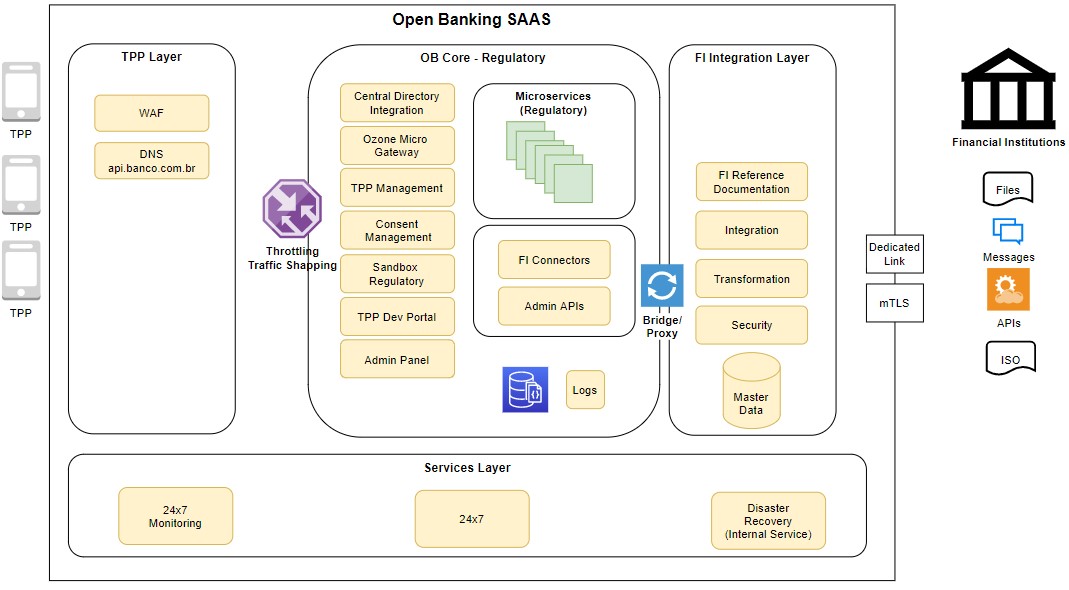 Open Banking SAAS
TPP
TPP
TPP
TPP Layer
WAF
DNS
api.banco.com.br
Throttling
Traffic Shapping
OB Core - Regulatory
Central Directory
Integration
Ozone Micro
Gateway
TPP Management
Consent
Management
Sandbox
Regulatory
TPP Dev Portal
Admin Panel
Microservices
(Regulatory)
FI Connectors
Admin APIs
Logs
Bridge/
Proxy
FI Integration Layer
FI Reference
Documentation
Integration
Transformation
Security
Master
Data
Dedicated
Link
mTLS
Financial Institutions
Files
Messages
APIs
ISO
Services Layer
24x7
Monitoring
24x7
Disaster
Recovery
(Internal Service)